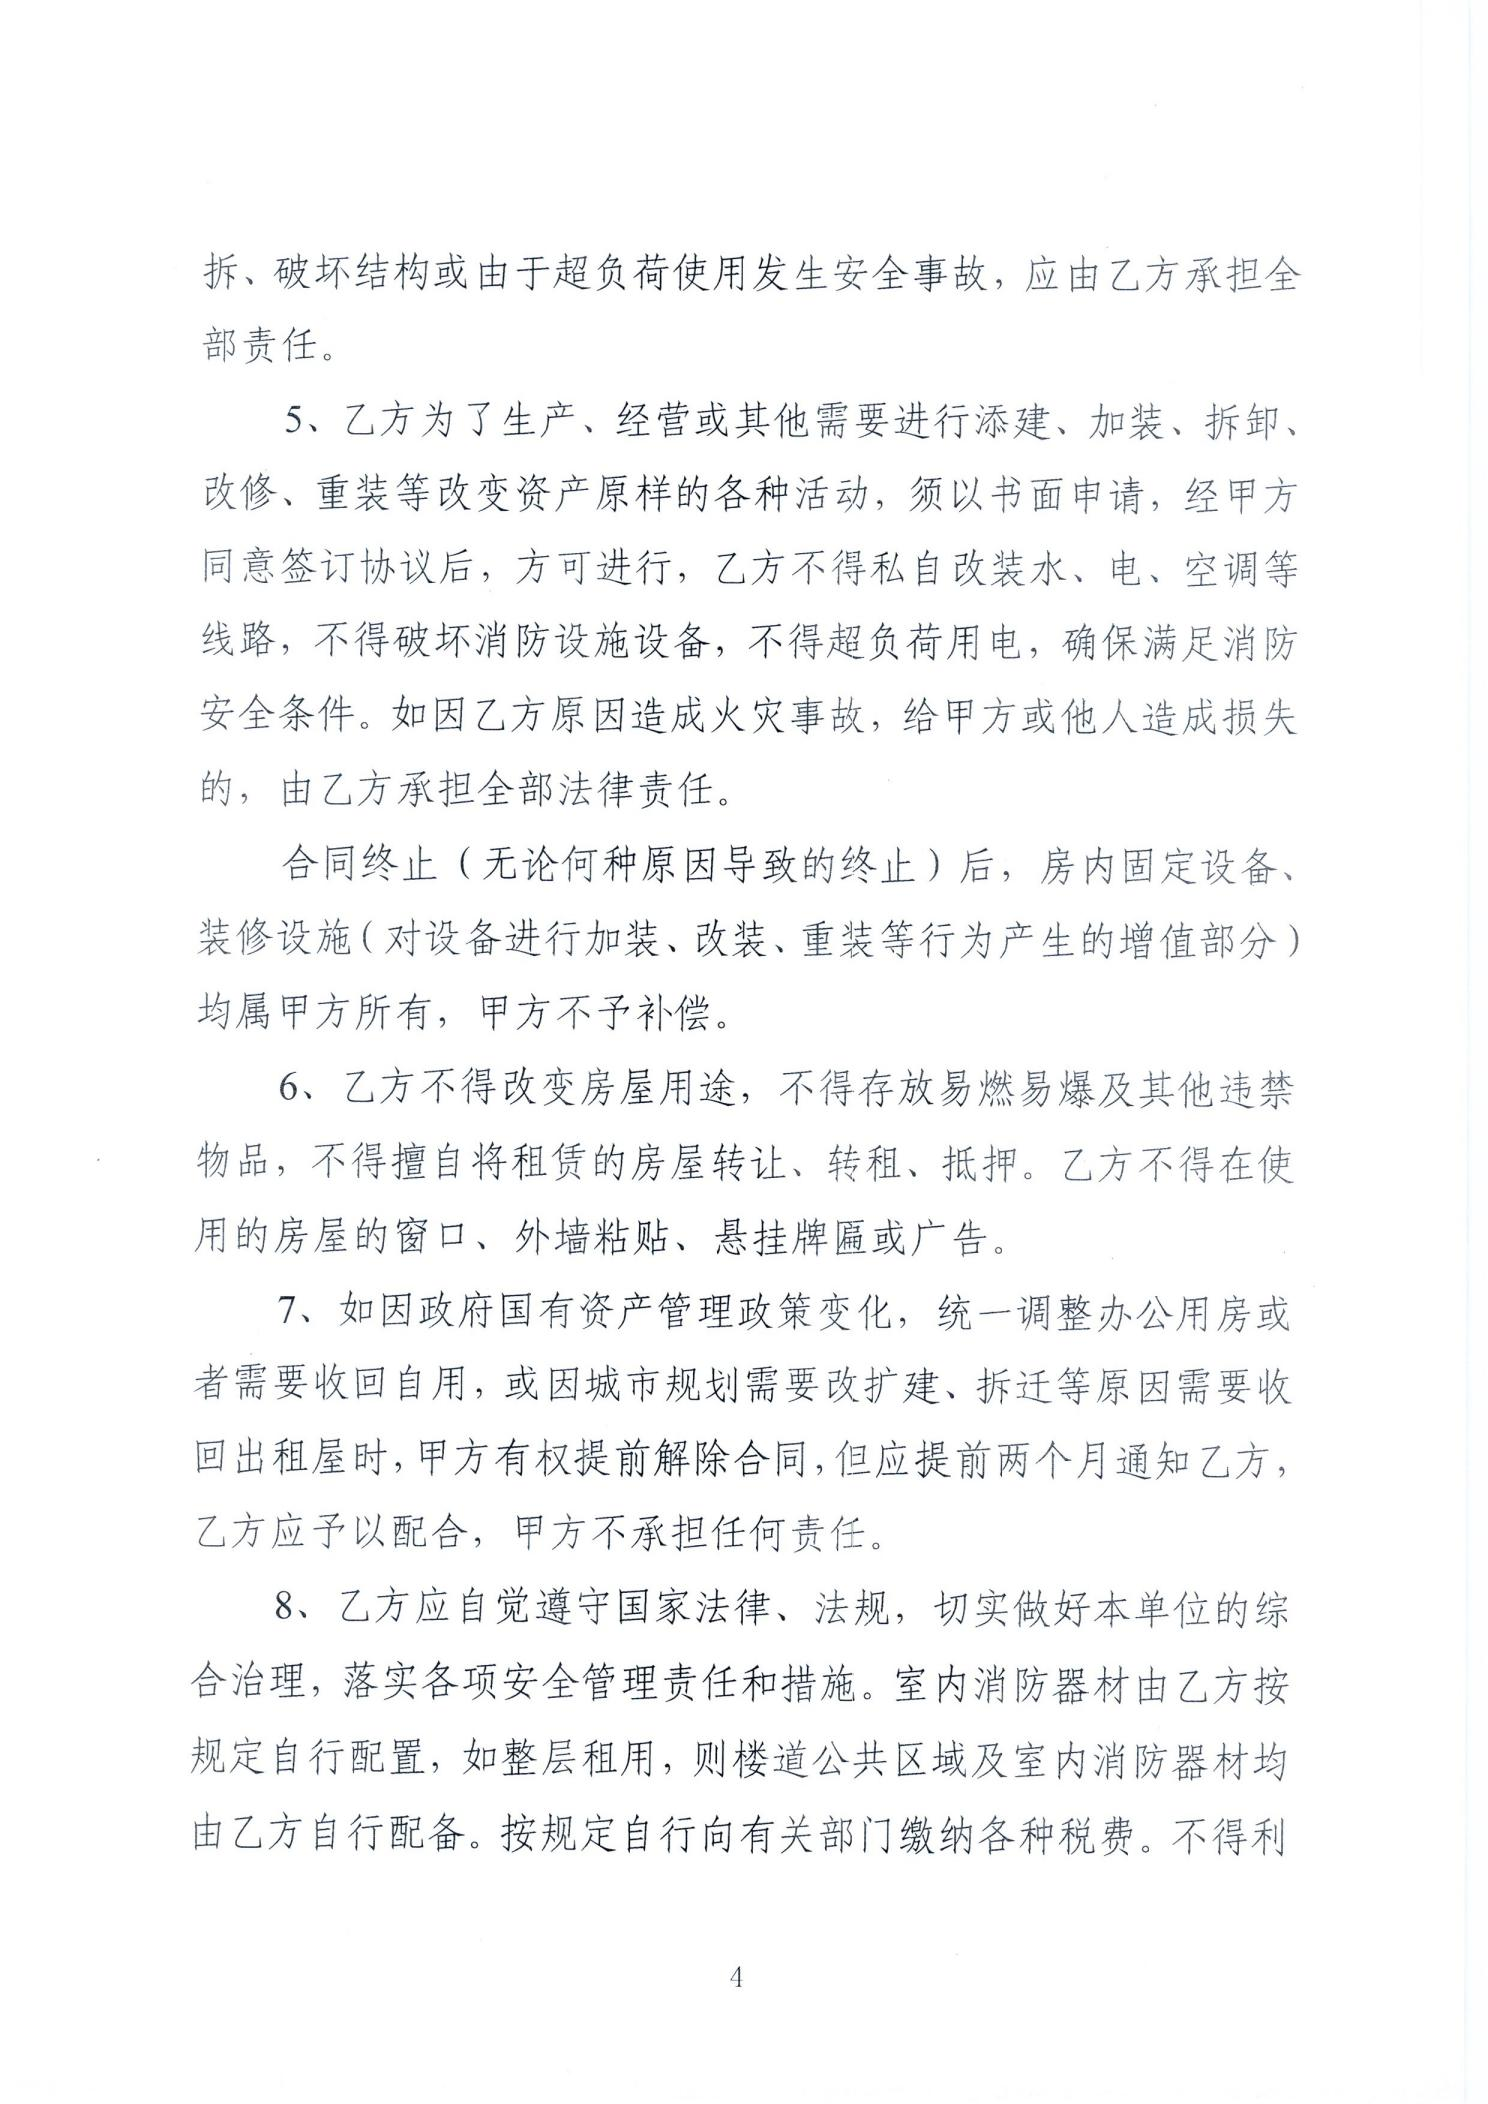 拆、破坏结构或由于超负荷使用发生安全事故，应由乙方承担全
部责任。
5、乙方为了生产、经营或其他需要进行添建、加装、拆卸、
改修、重装等改变资产原样的各种活动，须以书面申请，经甲方
同意签订协议后，方可进行，乙方不得私自改装水、电、空调等
线路，不得破坏消防设施设备，不得超负荷用电，确保满足消防
安全条件。如因乙方原因造成火灾事故，给甲方或他人造成损失
的，由乙方承担全部法律责任。
合同终止（无论何种原因导致的终止）后，房内固定设备、
装修设施（对设备进行加装、改装、重装等行为产生的增值部分）
均属甲方所有，甲方不予补偿。
6、乙方不得改变房屋用途，不得存放易燃易爆及其他违禁
物品，不得擅自将租赁的房屋转让、转租、抵押。乙方不得在使
用的房屋的窗口、外墙粘贴、悬挂牌匾或广告。
7、如因政府国有资产管理政策变化，统一调整办公用房或
者需要收回自用，或因城市规划需要改扩建、拆迁等原因需要收
回出租屋时，甲方有权提前解除合同，但应提前两个月通知乙方，
乙方应予以配合，甲方不承担任何责任。
8、乙方应自觉遵守国家法律、法规，切实做好本单位的综
合治理，落实各项安全管理责任和措施。室内消防器材由乙方按
规定自行配置，如整层租用，则楼道公共区域及室内消防器材均
由乙方自行配备。按规定自行向有关部门缴纳各种税费。不得利
4